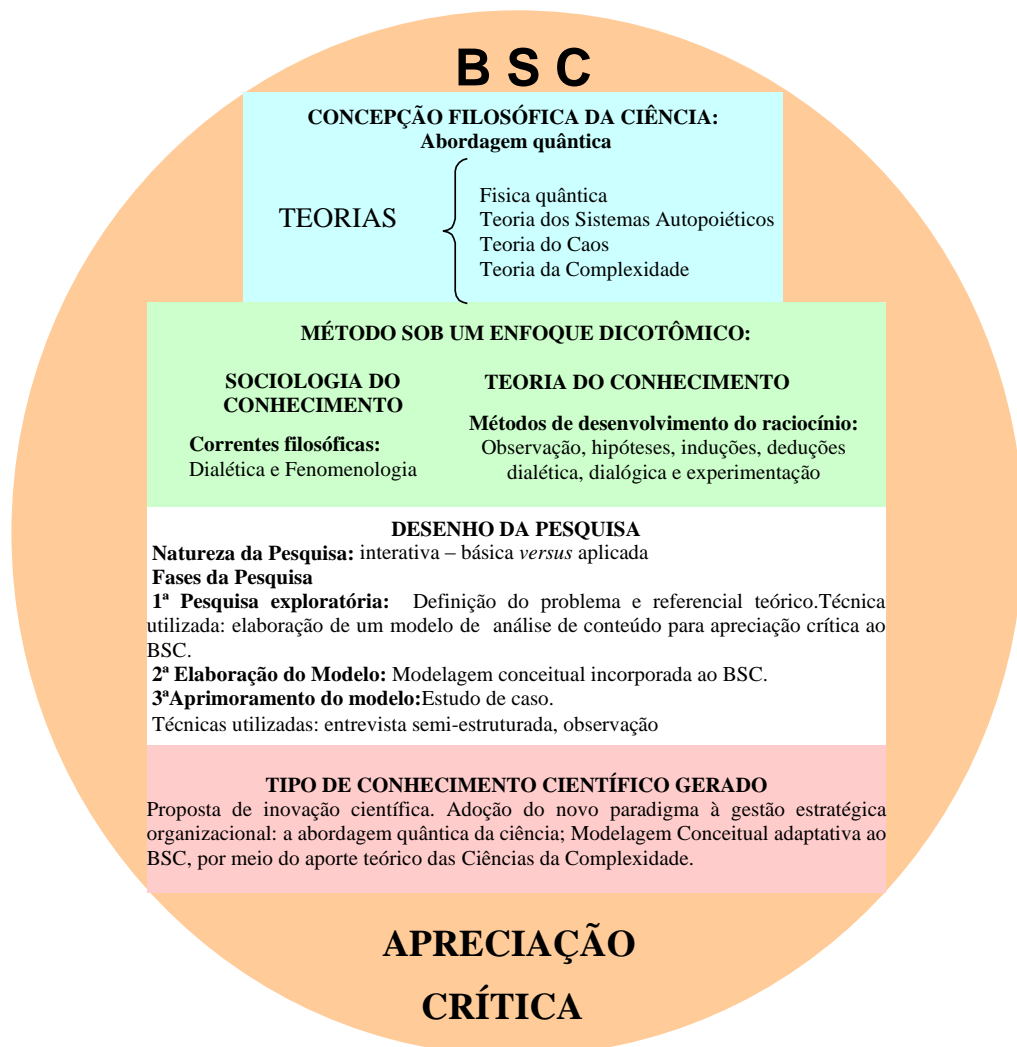 B S C
CONCEPÇÃO FILOSÓFICA DA CIÊNCIA:
Abordagem quântica
TEORIAS
Fisica quântica
Teoria dos Sistemas Autopoiéticos
Teoria do Caos
Teoria da Complexidade
MÉTODO SOB UM ENFOQUE DICOTÔMICO:
SOCIOLOGIA DO
CONHECIMENTO
Correntes filosóficas:
Dialética e Fenomenologia
TEORIA DO CONHECIMENTO
Métodos de desenvolvimento do raciocínio:
Observação, hipóteses, induções, deduções
dialética, dialógica e experimentação
DESENHO DA PESQUISA
Natureza da Pesquisa: interativa – básica versus aplicada
Fases da Pesquisa
1ª Pesquisa exploratória: Definição do problema e referencial teórico.Técnica
utilizada: elaboração de um modelo de análise de conteúdo para apreciação crítica ao
BSC.
2ª Elaboração do Modelo: Modelagem conceitual incorporada ao BSC.
3ªAprimoramento do modelo:Estudo de caso.
Técnicas utilizadas: entrevista semi-estruturada, observação
TIPO DE CONHECIMENTO CIENTÍFICO GERADO
Proposta de inovação científica. Adoção do novo paradigma à gestão estratégica
organizacional: a abordagem quântica da ciência; Modelagem Conceitual adaptativa ao
BSC, por meio do aporte teórico das Ciências da Complexidade.
APRECIAÇÃO
CRÍTICA